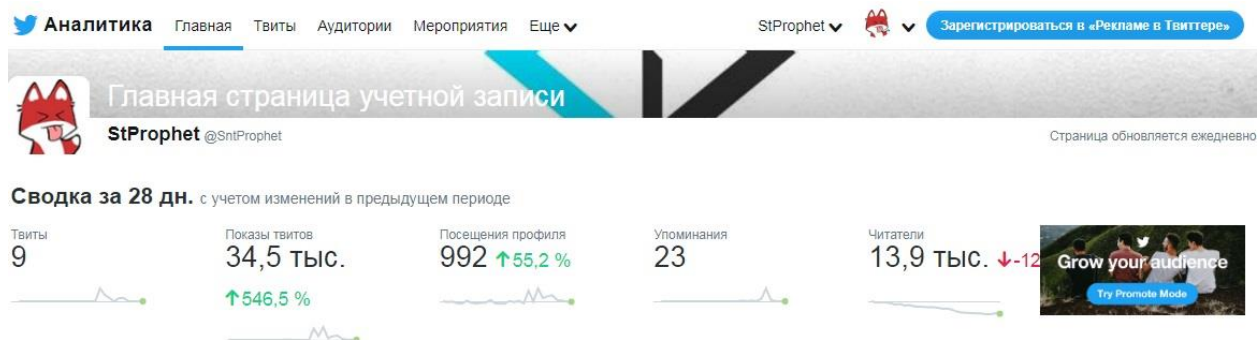 Аналитика Главная Твиты Аудитории Мероприятия Еще StProphet Зарегистрироваться в «Рекламе в Твиттере»
Главная страница учетной записи
StProphet @SntProphet Страница обновляется ежедневно
Сводка за 28 дн. с учетом изменений в предыдущем периоде
Твиты Показы твитов Посещения профиля Упоминания Читатели
9 34,5 тыс. 992 ↑55,2 % 23 13,9 тыс. ↓-12
↑546,5 %
Grow your audience
Try Promote Mode